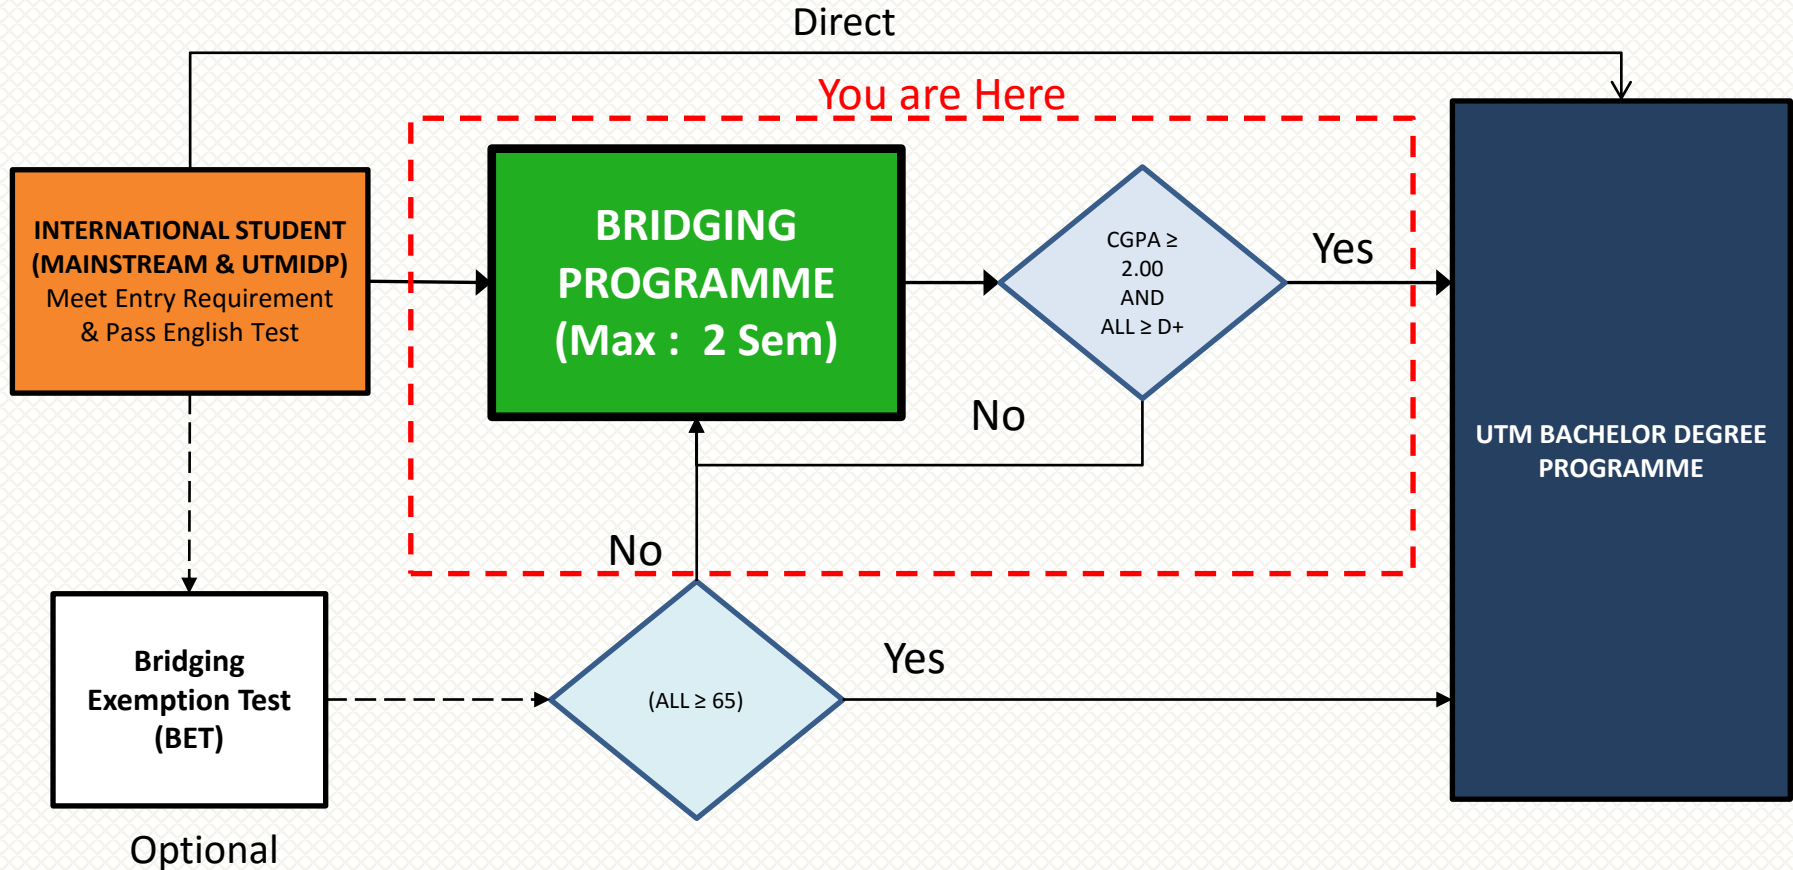 Direct
You are Here
INTERNATIONAL STUDENT
(MAINSTREAM & UTMIDP)
Meet Entry Requirement
& Pass English Test
BRIDGING
PROGRAMME
(Max :  2 Sem)
CGPA ≥
2.00
AND
ALL ≥ D+
Yes
No
UTM BACHELOR DEGREE
PROGRAMME
No
Bridging
Exemption Test
(BET)
(ALL ≥ 65)
Yes
Optional